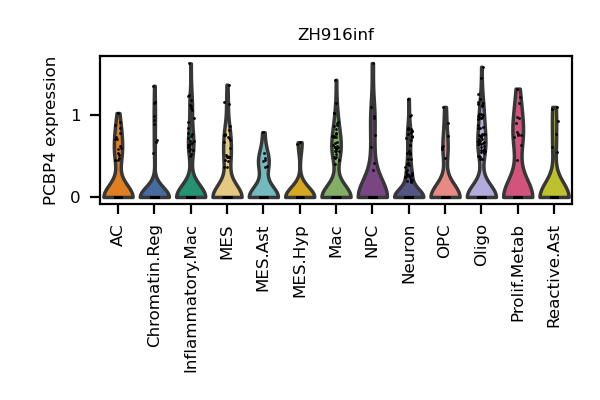 ZH916inf
PCBP4 expression
1
0
AC
Chromatin.Reg
Inflammatory.Mac
MES
MES.Ast
MES.Hyp
Mac
NPC
Neuron
OPC
Oligo
Prolif.Metab
Reactive.Ast